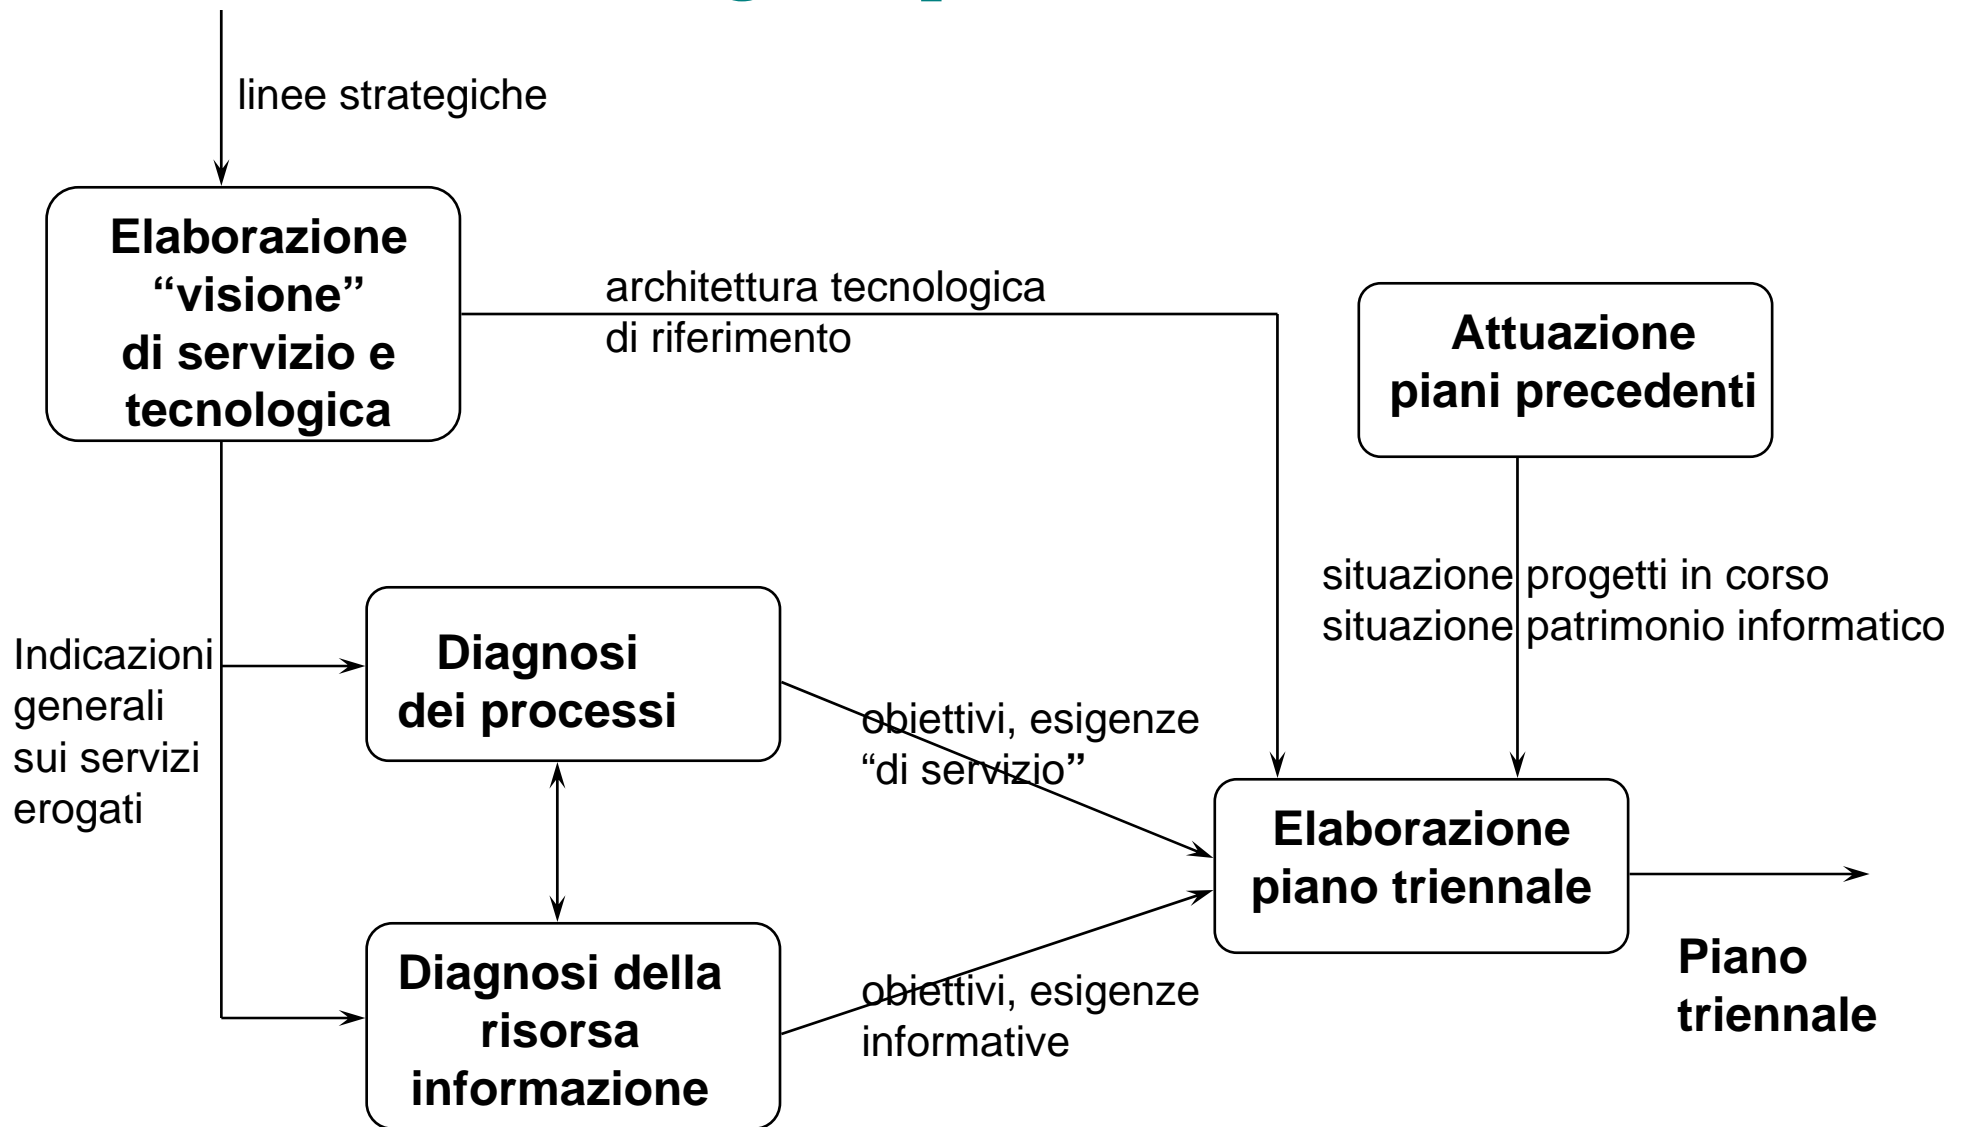 linee strategiche
Elaborazione
“visione”
di servizio e
tecnologica
architettura tecnologica
di riferimento
Attuazione
piani precedenti
situazione progetti in corso
situazione patrimonio informatico
Indicazioni
generali
sui servizi
erogati
Diagnosi
dei processi
obiettivi, esigenze
“di servizio”
Elaborazione
piano triennale
Diagnosi della
risorsa
informazione
obiettivi, esigenze
informative
Piano
triennale